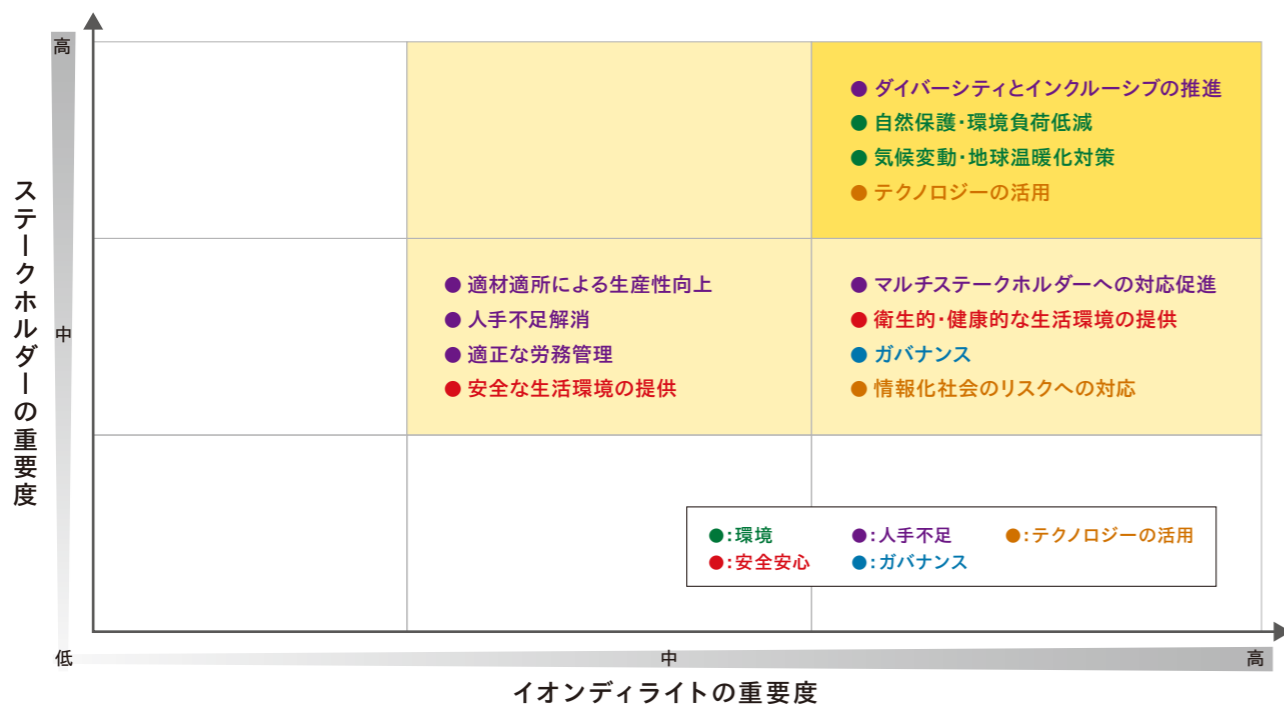 高
ステークホルダーの重要度
中
低
● ダイバーシティとインクルーシブの推進
● 自然保護・環境負荷低減
● 気候変動・地球温暖化対策
● テクノロジーの活用
● 適材適所による生産性向上
● 人手不足解消
● 適正な労務管理
● 安全な生活環境の提供
● マルチステークホルダーへの対応促進
● 衛生的・健康的な生活環境の提供
● ガバナンス
● 情報化社会のリスクへの対応
●:環境 ●:人手不足 ●:テクノロジーの活用
●:安全安心 ●:ガバナンス
中
高
イオンディライトの重要度